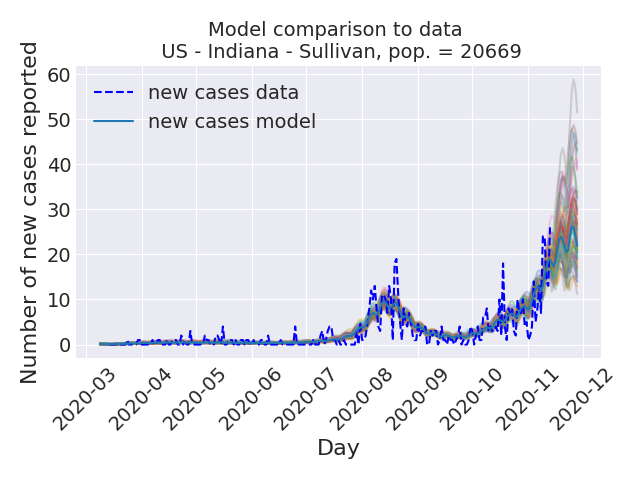 Model comparison to data
US - Indiana - Sullivan, pop. = 20669
Number of new cases reported
60
50
40
30
20
10
0
new cases data
new cases model
2020-03
2020-04
2020-05
2020-06
2020-07
2020-08
2020-09
2020-10
2020-11
2020-12
Day